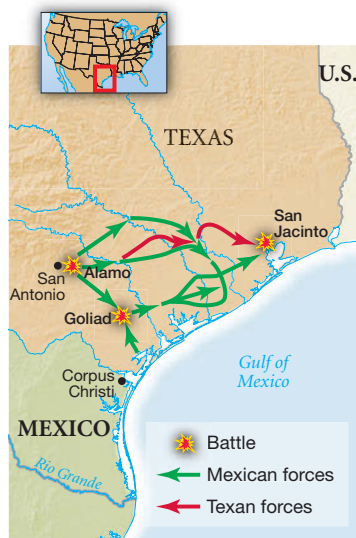 U.S.
TEXAS
San
Jacinto
San
Antonio
Alamo
Goliad
Corpus
Christi
Gulf of
Mexico
MEXICO
Rio Grande
Battle
Mexican forces
Texan forces